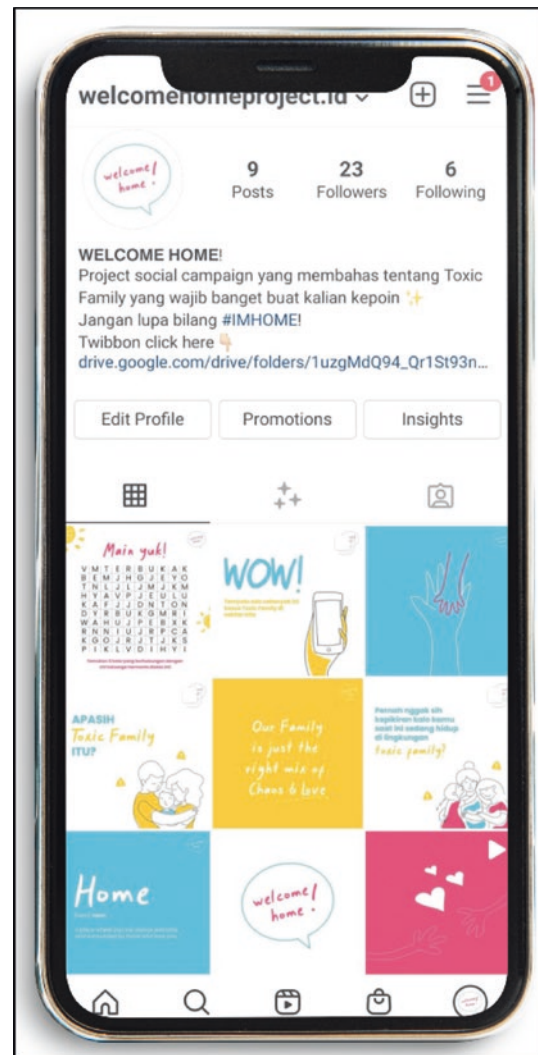 welcomehomeproject.id
1
welcome!
home.
9
Posts
23
Followers
6
Following
WELCOME HOME!
Project social campaign yang membahas tentang Toxic
Family yang wajib banget buat kalian kepoin ✨
Jangan lupa bilang #IMHOME!
Twibbon click here 👇🏻
drive.google.com/drive/folders/1uzgMdQ94_Qr1St93n...
Edit Profile
Promotions
Insights
Main yuk!
V M T E R B U K A K
B E M J H G J E Y O
T N L J L J M J K M
H Y A V P J E U L U
K A F J J D N T O N
D Y R B U K G M R I
W A H U J P E B X K
R N N I U J R P C A
K G O J R J T J K S
P I K L V D I H Y I
WOW!
APASIH
Toxic Family
ITU?
Our Family
is just the
right mix of
Chaos & love
Pernah nggak sih
kepikiran kalo kamu
saat ini sedang hidup
di lingkungan
toxic family?
Home
welcome!
home.